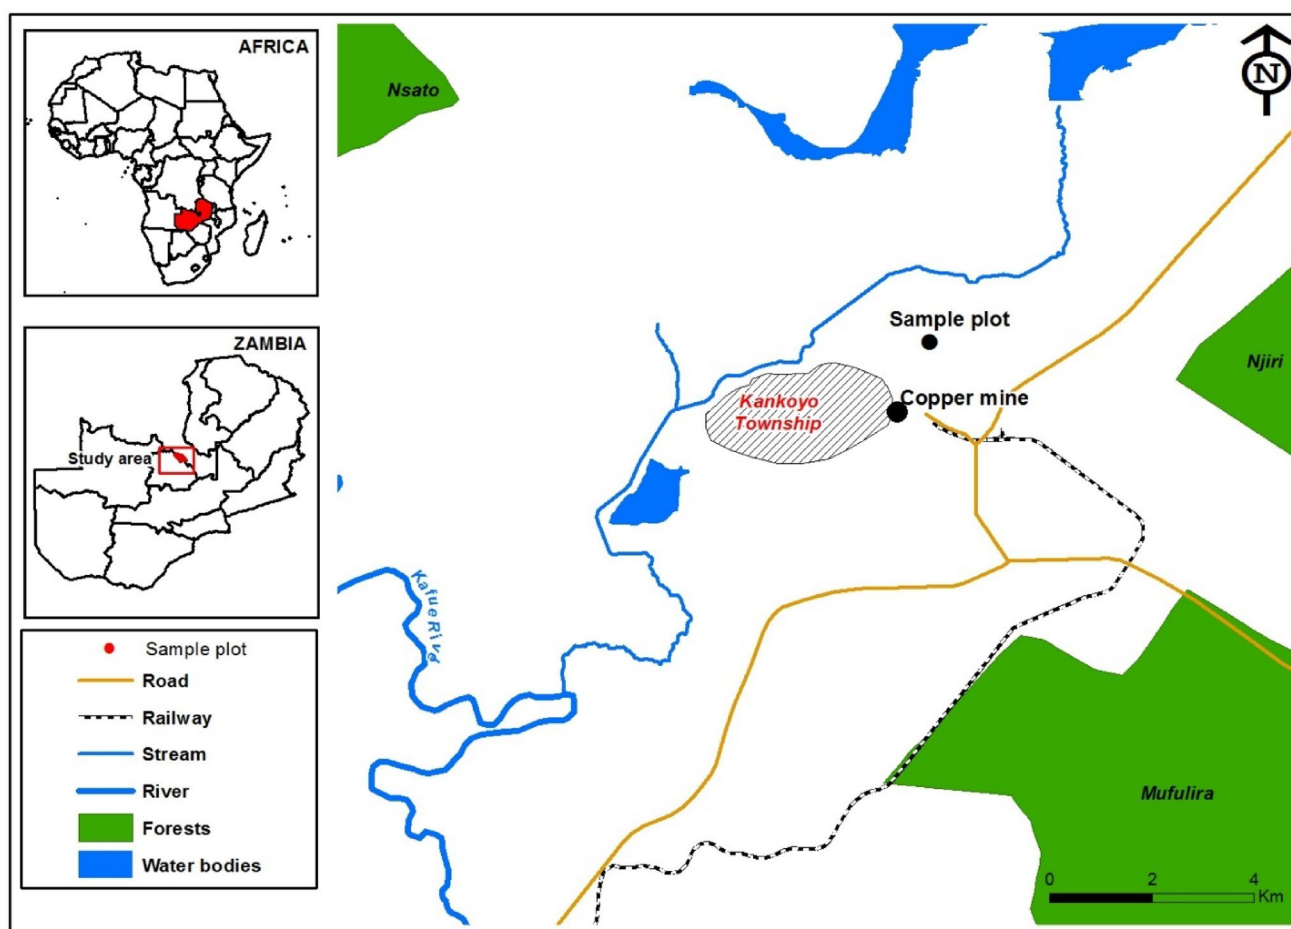 AFRICA
ZAMBIA
Study area
Sample plot
Road
Railway
Stream
River
Forests
Water bodies
Nsato
N
Sample plot
Njiri
Copper mine
Kankoyo
Township
Kafue River
Mufulira
0 2 4
Km